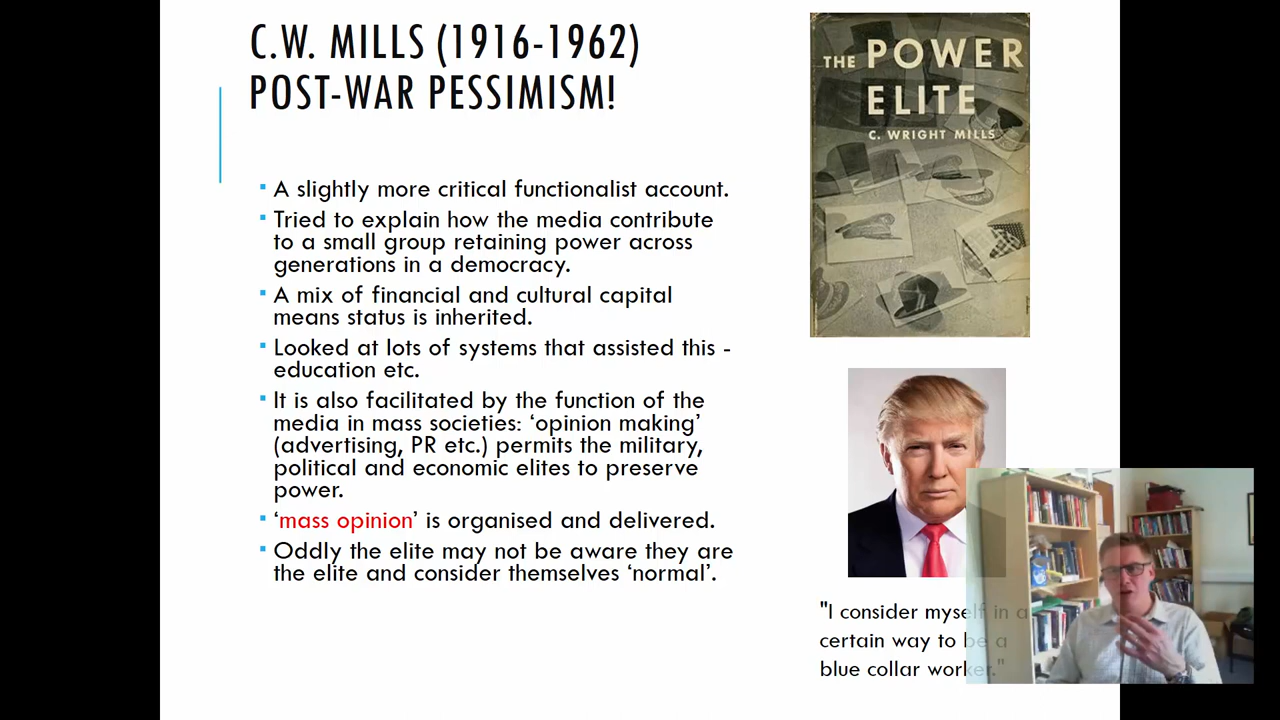 C.W. MILLS (1916-1962)
POST-WAR PESSIMISM!
A slightly more critical functionalist account.
Tried to explain how the media contribute
to a small group retaining power across
generations in a democracy.
A mix of financial and cultural capital
means status is inherited.
Looked at lots of systems that assisted this -
education etc.
It is also facilitated by the function of the
media in mass societies: ‘opinion making’
(advertising, PR etc.) permits the military,
political and economic elites to preserve
power.
‘mass opinion’ is organised and delivered.
Oddly the elite may not be aware they are
the elite and consider themselves ‘normal’.
THE POWER
ELITE
C. WRIGHT MILLS
"I consider myself in a
certain way to be a
blue collar worker."